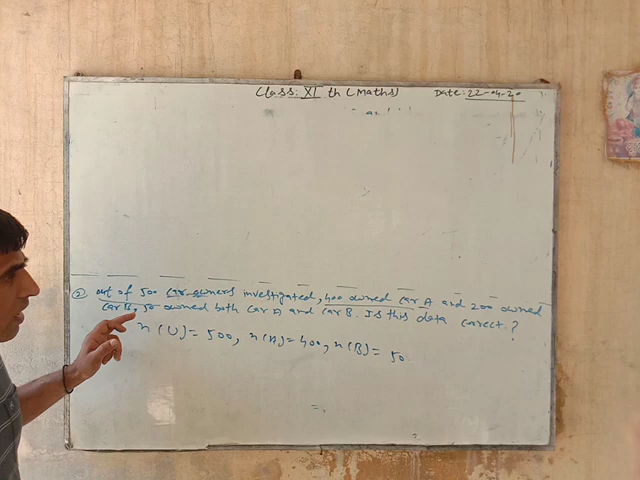 Class: XI th (Maths)
Date: 22-04-20
② Out of 500 car owners investigated, 400 owned car A and 200 owned
car B, 50 owned both car A and car B. Is this data correct?
n(U)= 500, n(A)=400, n(B)= 50